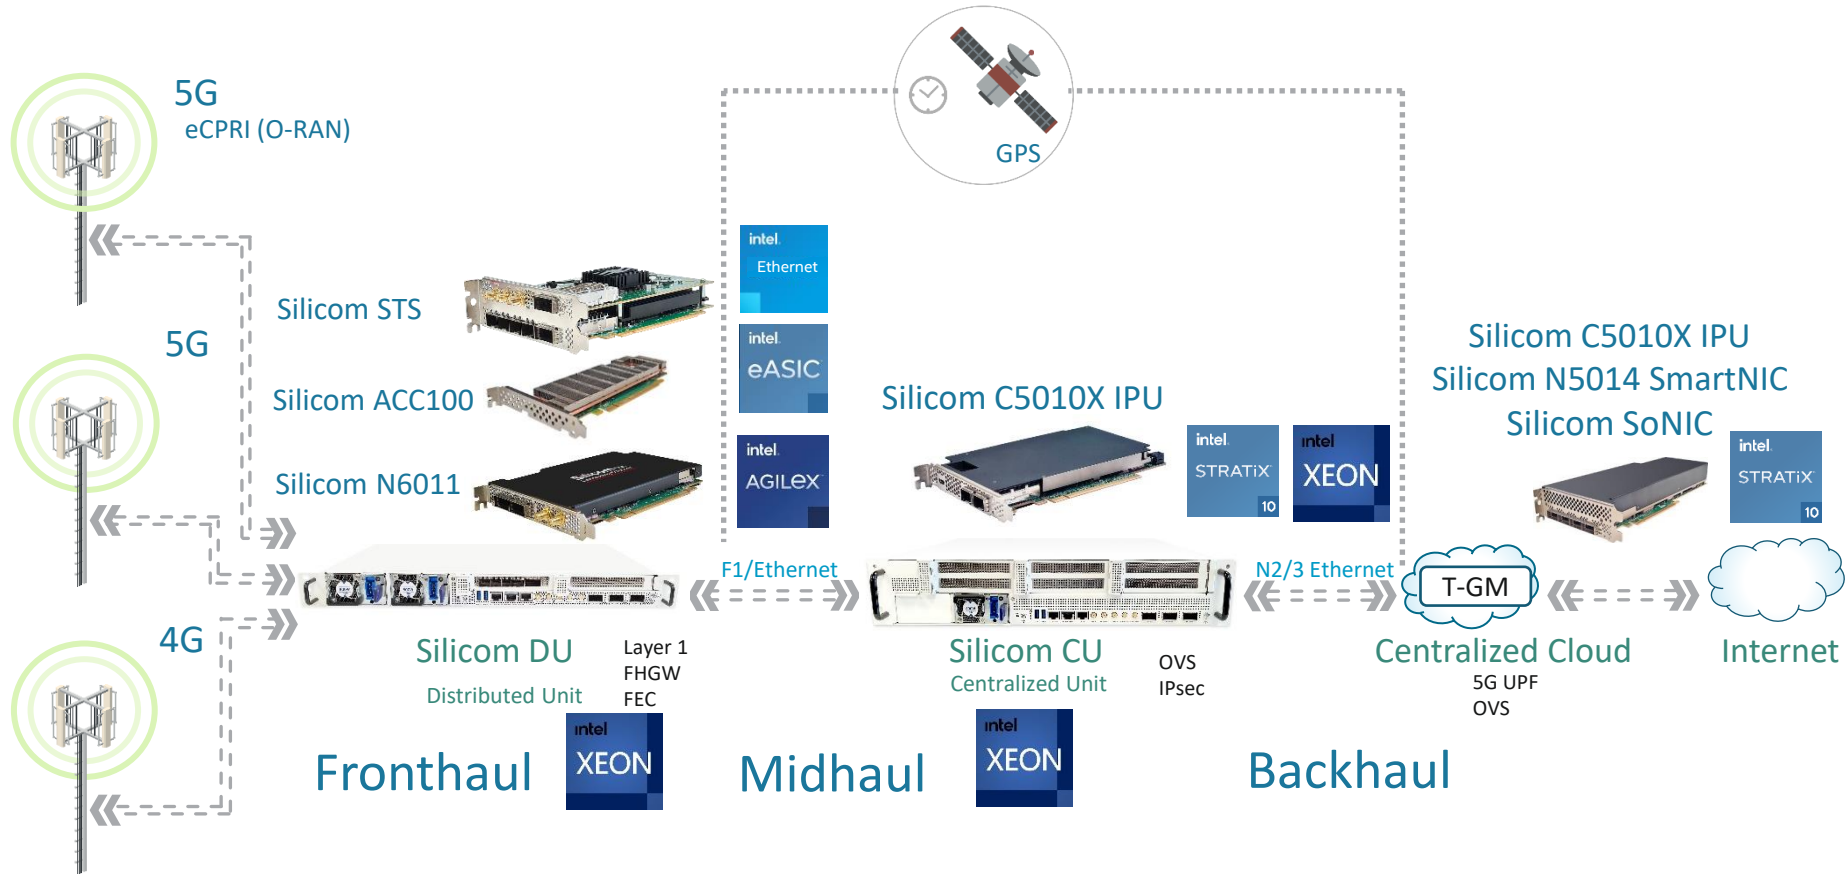 5G
eCPRI (O-RAN)
GPS
intel.
Ethernet
Silicom STS
5G
intel.
eASIC
Silicom ACC100
Silicom C5010X IPU
Silicom C5010X IPU
Silicom N5014 SmartNIC
Silicom SoNIC
intel.
AGILEX
Silicom N6011
intel.
STRATiX
10
intel
XEON
intel.
STRATiX
10
F1/Ethernet
N2/3 Ethernet
T-GM
4G
Silicom DU
Distributed Unit
Layer 1
FHGW
FEC
Silicom CU
Centralized Unit
OVS
IPsec
Centralized Cloud
5G UPF
OVS
Internet
Fronthaul
intel
XEON
Midhaul
intel
XEON
Backhaul